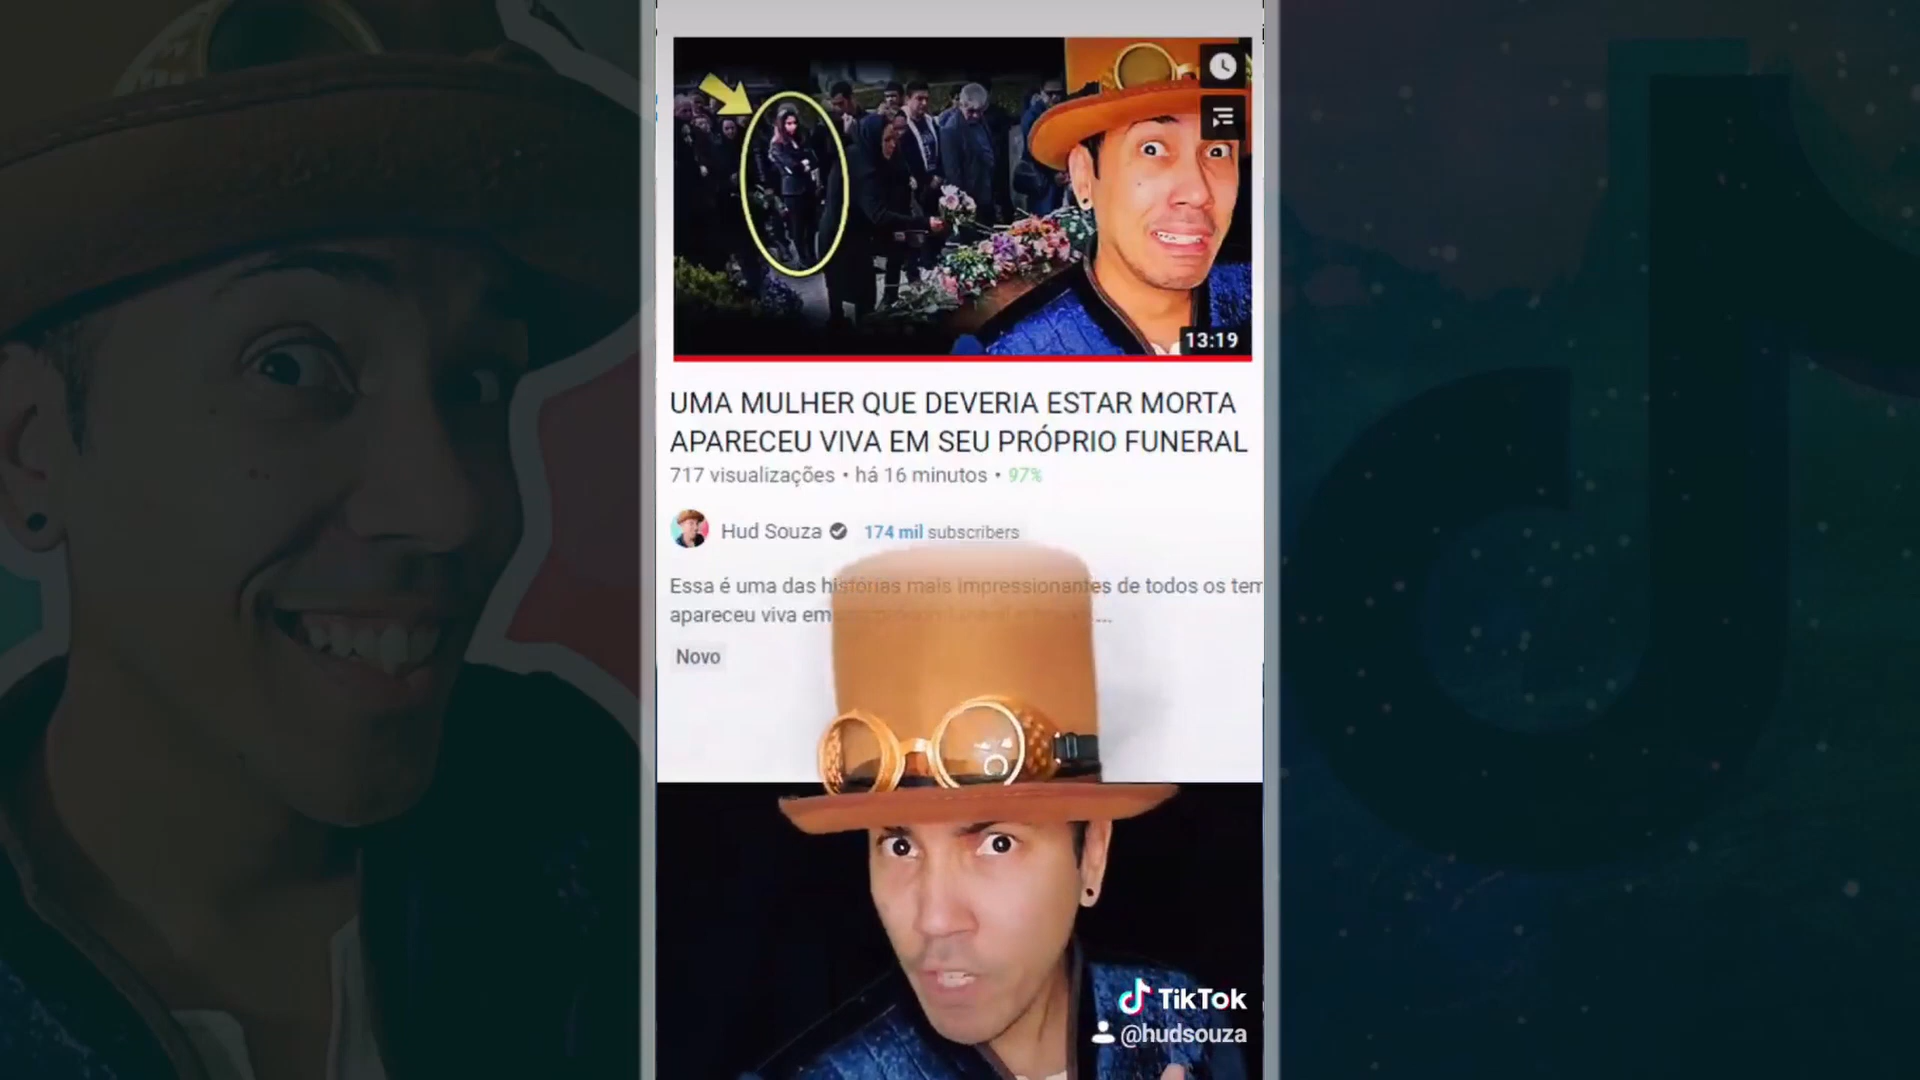 13:19
UMA MULHER QUE DEVERIA ESTAR MORTA
APARECEU VIVA EM SEU PRÓPRIO FUNERAL
717 visualizações • há 16 minutos • 97%
Hud Souza 174 mil subscribers
Essa é uma das histórias mais impressionantes de todos os tem
apareceu viva em ...
Novo
TikTok
@hudsouza